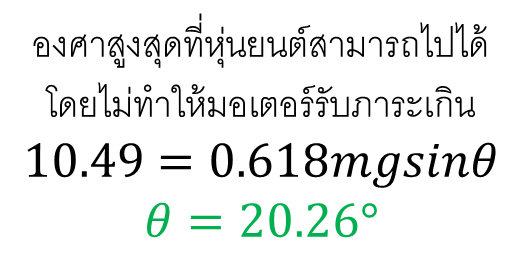 องศาสูงสุดที่หุ่นยนต์สามารถไปได้
โดยไม่ทำให้มอเตอร์รับภาระเกิน
10.49 = 0.618𝑚𝑔𝑠𝑖𝑛𝜃
𝜃 = 20.26°